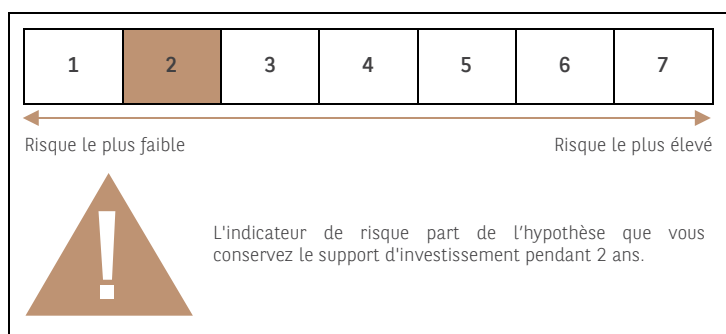 1 2 3 4 5 6 7
Risque le plus faible Risque le plus élevé
!
L'indicateur de risque part de l'hypothèse que vous
conservez le support d'investissement pendant 2 ans.